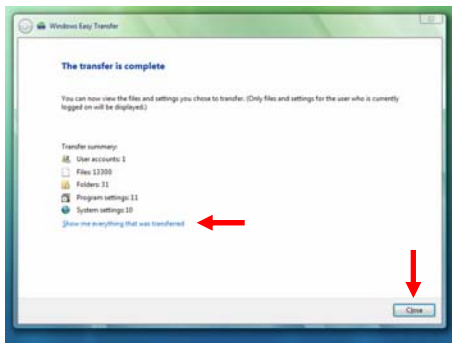 Windows Easy Transfer
The transfer is complete
You can now view the files and settings you chose to transfer. (Only files and settings for the user who is currently
logged on will be displayed.)
Transfer summary:
User accounts: 1
Files: 13300
Folders: 31
Program settings: 11
System settings: 10
Show me everything that was transferred
Close